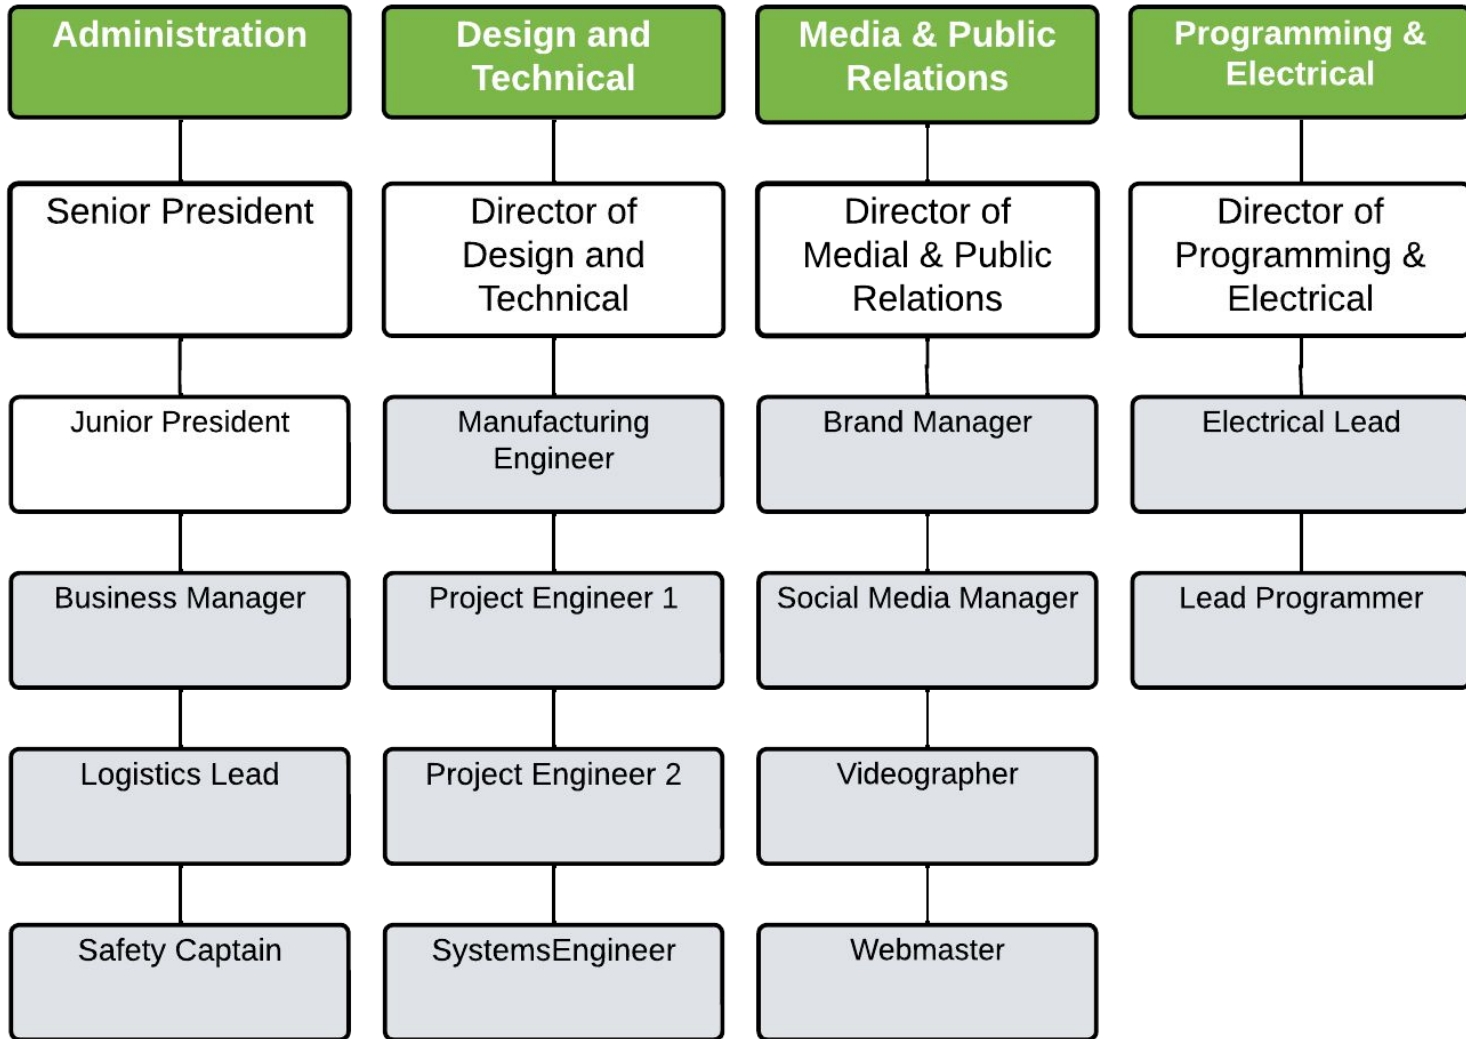 Administration
Senior President
Junior President
Business Manager
Logistics Lead
Safety Captain
Design and
Technical
Director of
Design and
Technical
Manufacturing
Engineer
Project Engineer 1
Project Engineer 2
SystemsEngineer
Media & Public
Relations
Director of
Medial & Public
Relations
Brand Manager
Social Media Manager
Videographer
Webmaster
Programming &
Electrical
Director of
Programming &
Electrical
Electrical Lead
Lead Programmer